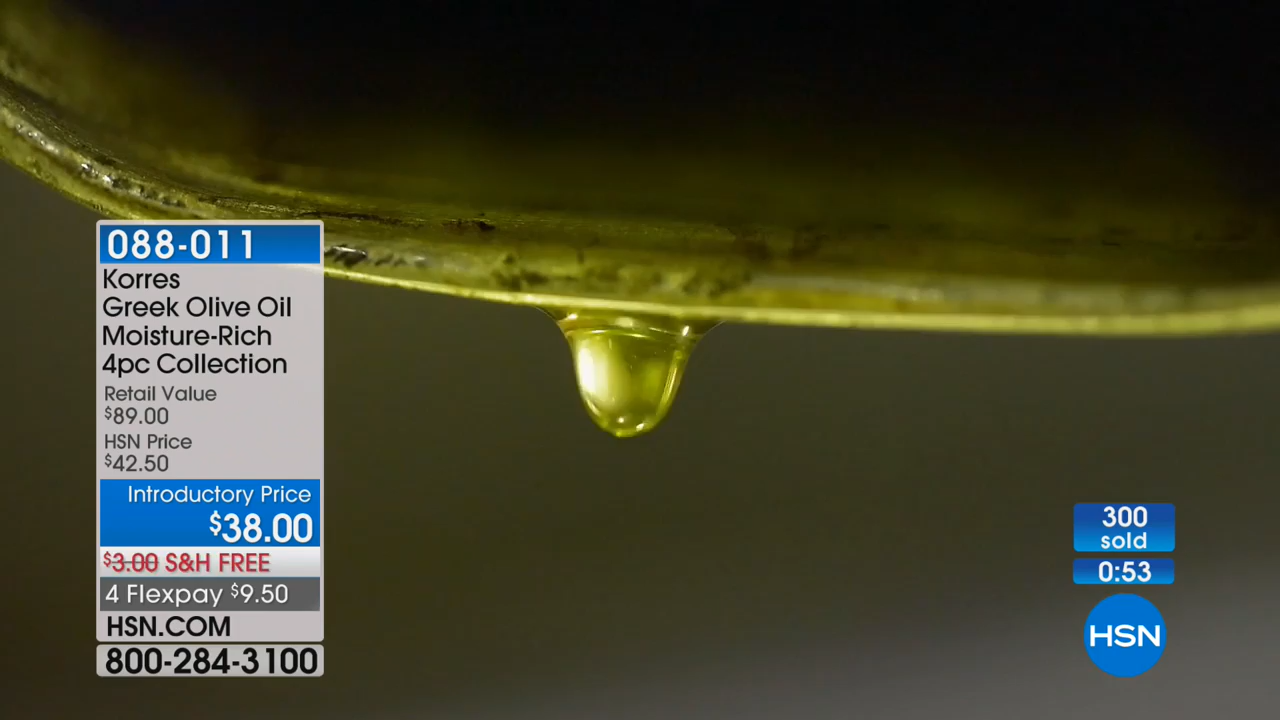 088-011
Korres
Greek Olive Oil
Moisture-Rich
4pc Collection
Retail Value
$89.00
HSN Price
$42.50
Introductory Price
$38.00
$3.00 S&H FREE
4 Flexpay $9.50
HSN.COM
800-284-3100
300
sold
0:53
HSN